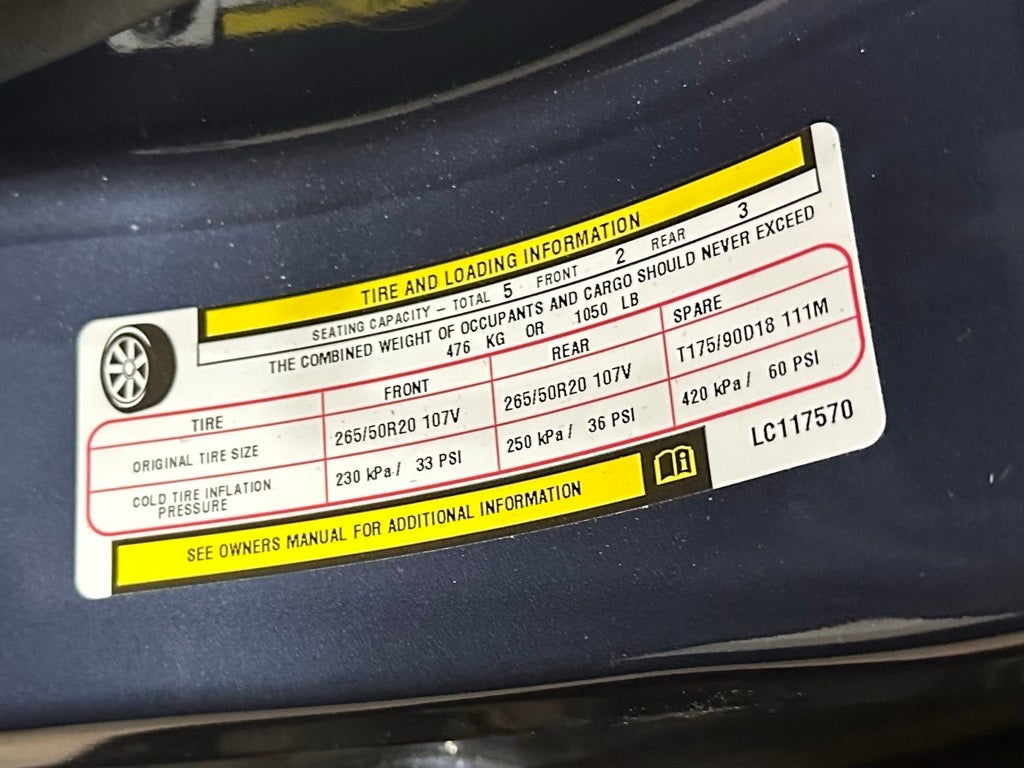 TIRE AND LOADING INFORMATION
SEATING CAPACITY – TOTAL 5 FRONT 2 REAR 3
THE COMBINED WEIGHT OF OCCUPANTS AND CARGO SHOULD NEVER EXCEED
476 KG OR 1050 LB
TIRE FRONT REAR SPARE
ORIGINAL TIRE SIZE 265/50R20 107V 265/50R20 107V T175/90D18 111M
COLD TIRE INFLATION PRESSURE 230 kPa / 33 PSI 250 kPa / 36 PSI 420 kPa / 60 PSI
SEE OWNERS MANUAL FOR ADDITIONAL INFORMATION
LC117570